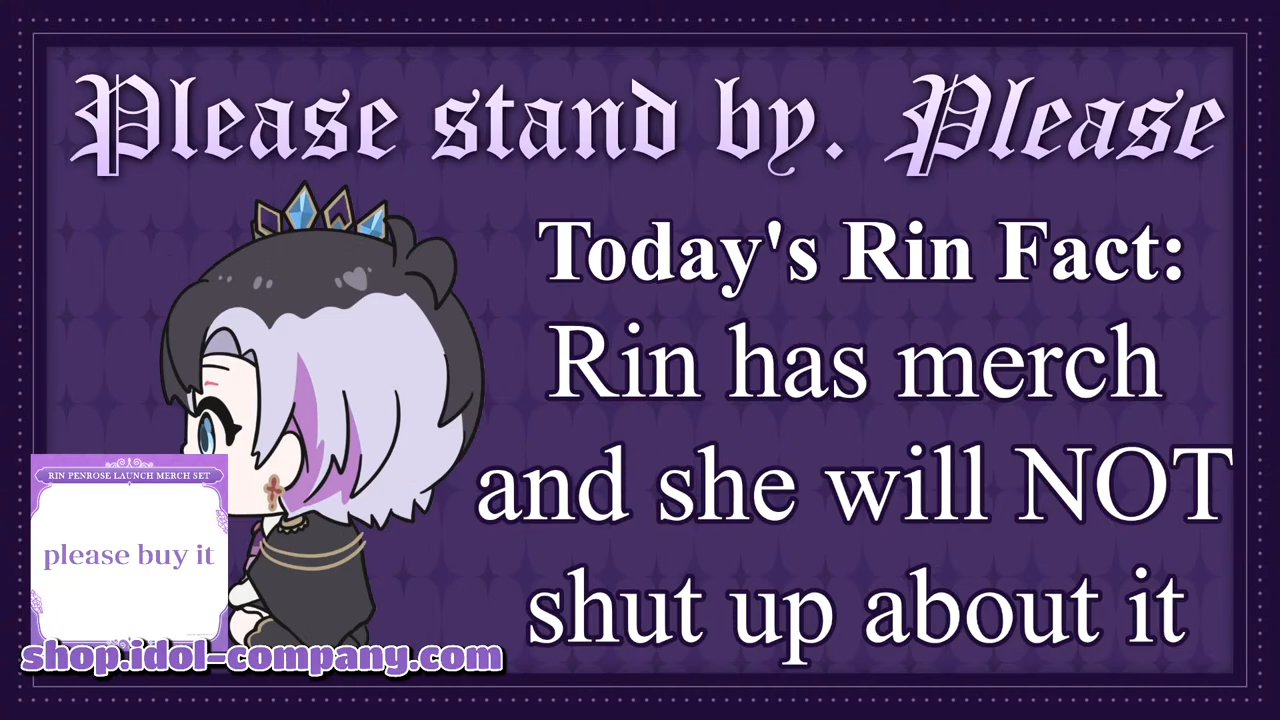 Please stand by. Please
Today's Rin Fact:
Rin has merch
and she will NOT
shut up about it
RIN PENROSE LAUNCH MERCH SET
please buy it
shop.idol-company.com